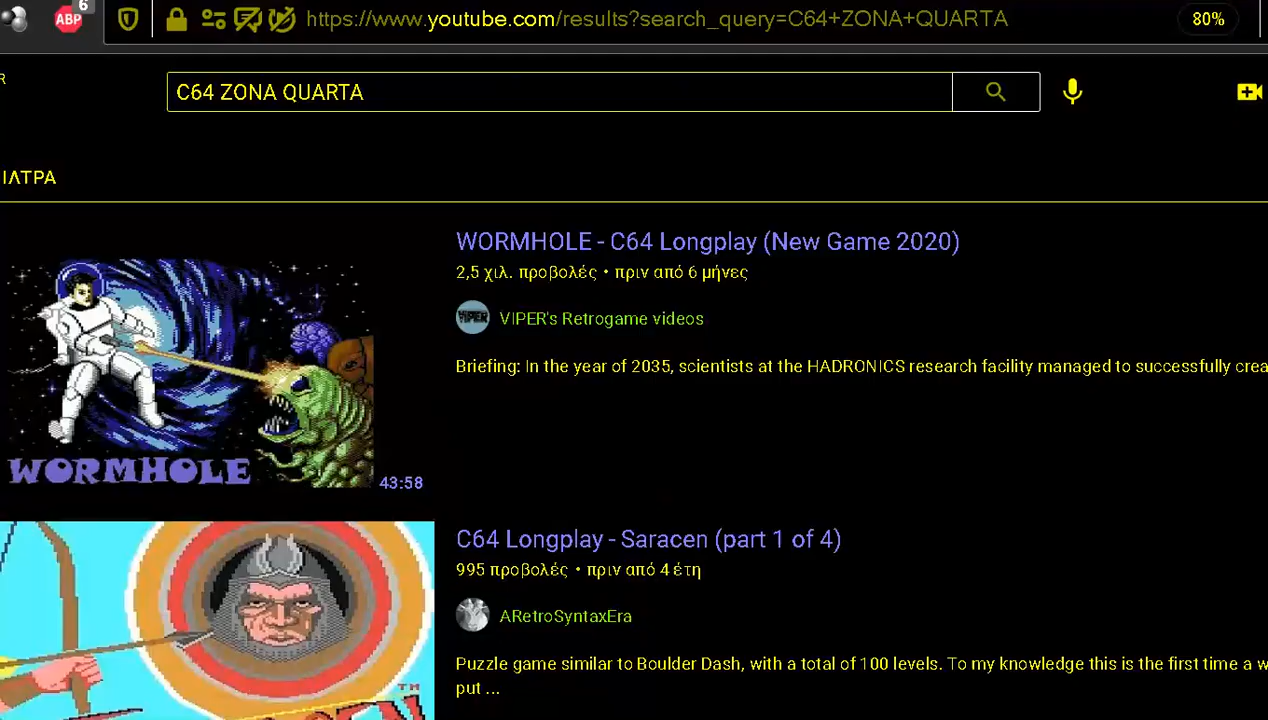 6
ABP
https://www.youtube.com/results?search_query=C64+ZONA+QUARTA
80%
R
C64 ZONA QUARTA
ΙΛΤΡΑ
WORMHOLE - C64 Longplay (New Game 2020)
2,5 χιλ. προβολές • πριν από 6 μήνες
VIPER
VIPER's Retrogame videos
Briefing: In the year of 2035, scientists at the HADRONICS research facility managed to successfully crea
WORMHOLE
43:58
C64 Longplay - Saracen (part 1 of 4)
995 προβολές • πριν από 4 έτη
ARetroSyntaxEra
Puzzle game similar to Boulder Dash, with a total of 100 levels. To my knowledge this is the first time a w
put ...
TM